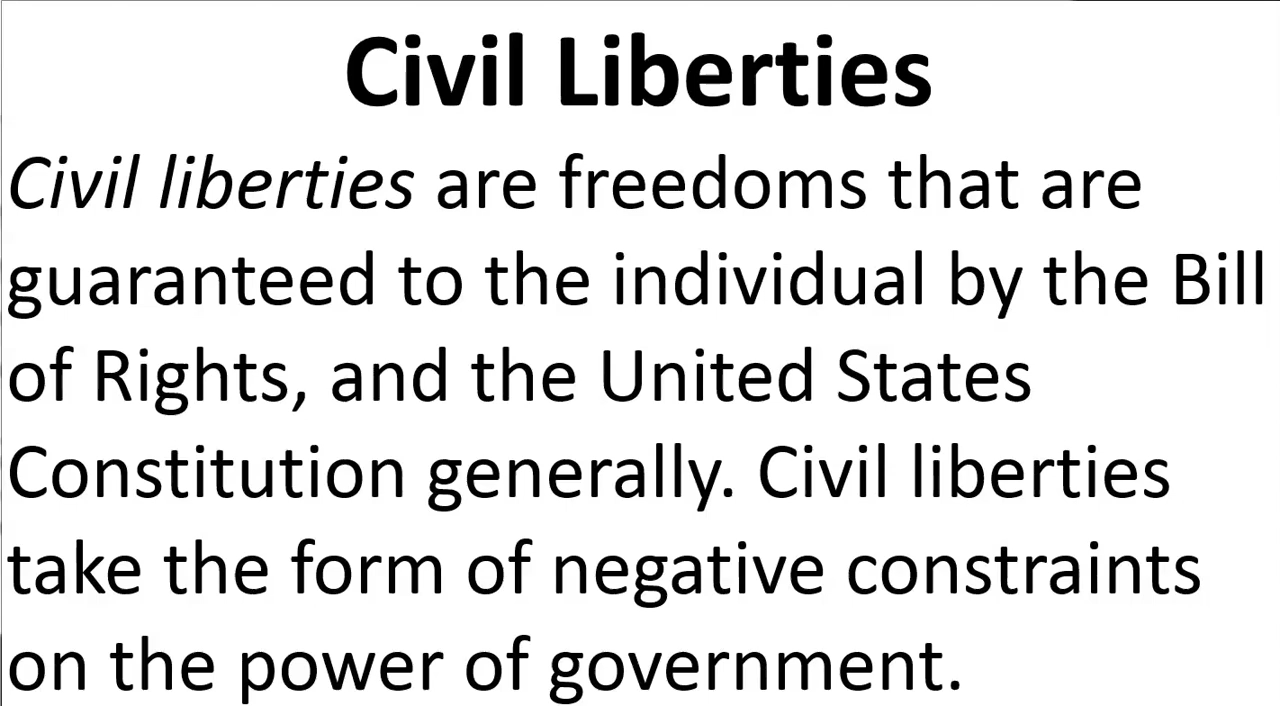 Civil Liberties
Civil liberties are freedoms that are
guaranteed to the individual by the Bill
of Rights, and the United States
Constitution generally. Civil liberties
take the form of negative constraints
on the power of government.